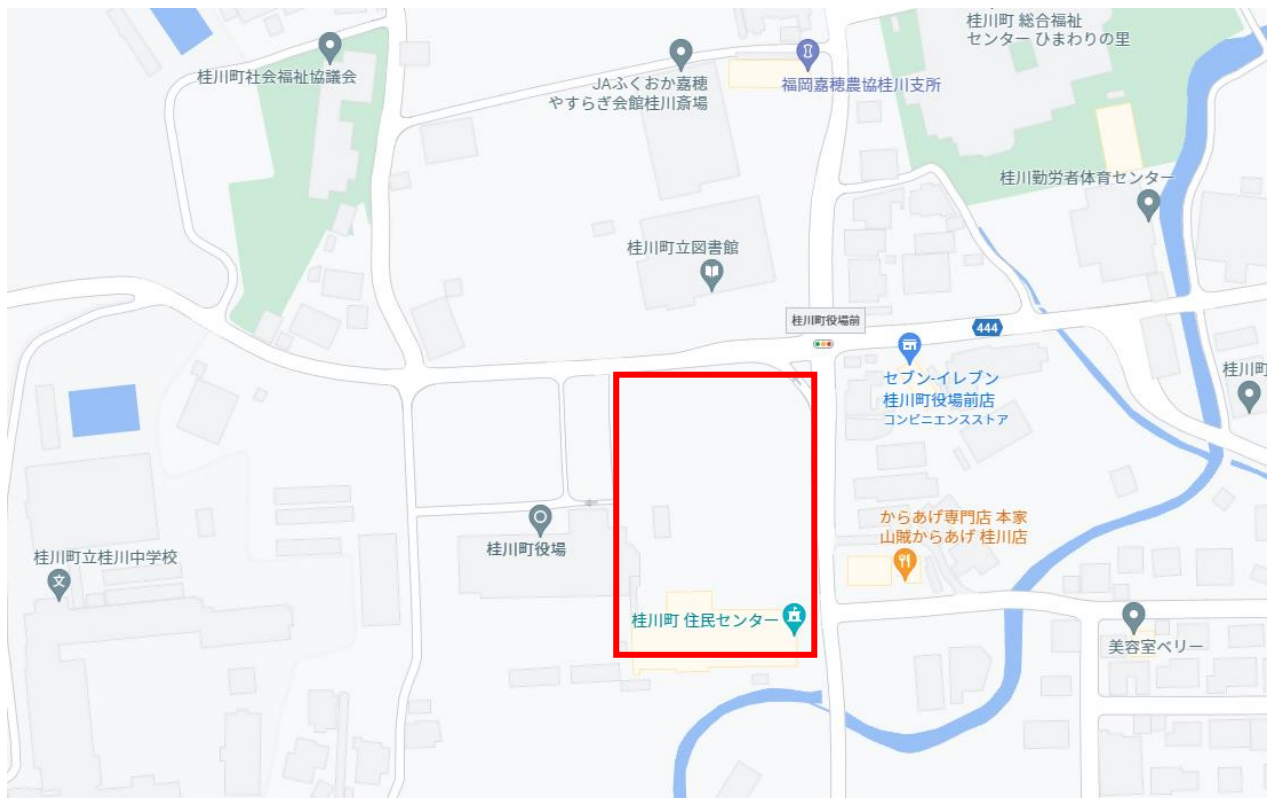 桂川町 総合福祉
センター ひまわりの里
桂川町社会福祉協議会
JAふくおか嘉穂
やすらぎ会館桂川斎場
福岡嘉穂農協桂川支所
桂川勤労者体育センター
桂川町立図書館
桂川町役場前
444
セブン-イレブン
桂川町役場前店
コンビニエンスストア
桂川町
からあげ専門店 本家
山賊からあげ 桂川店
桂川町役場
桂川町立桂川中学校
文
桂川町 住民センター
美容室ベリー